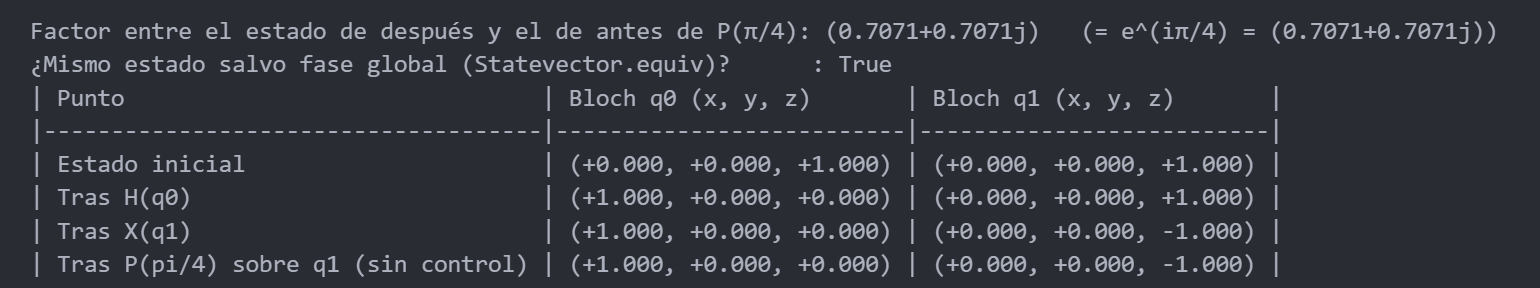 Factor entre el estado de después y el de antes de P(π/4): (0.7071+0.7071j)   (= e^(iπ/4) = (0.7071+0.7071j))
¿Mismo estado salvo fase global (Statevector.equiv)?      : True
| Punto                               | Bloch q0 (x, y, z)       | Bloch q1 (x, y, z)       |
|-------------------------------------|--------------------------|--------------------------|
| Estado inicial                      | (+0.000, +0.000, +1.000) | (+0.000, +0.000, +1.000) |
| Tras H(q0)                          | (+1.000, +0.000, +0.000) | (+0.000, +0.000, +1.000) |
| Tras X(q1)                          | (+1.000, +0.000, +0.000) | (+0.000, +0.000, -1.000) |
| Tras P(pi/4) sobre q1 (sin control) | (+1.000, +0.000, +0.000) | (+0.000, +0.000, -1.000) |